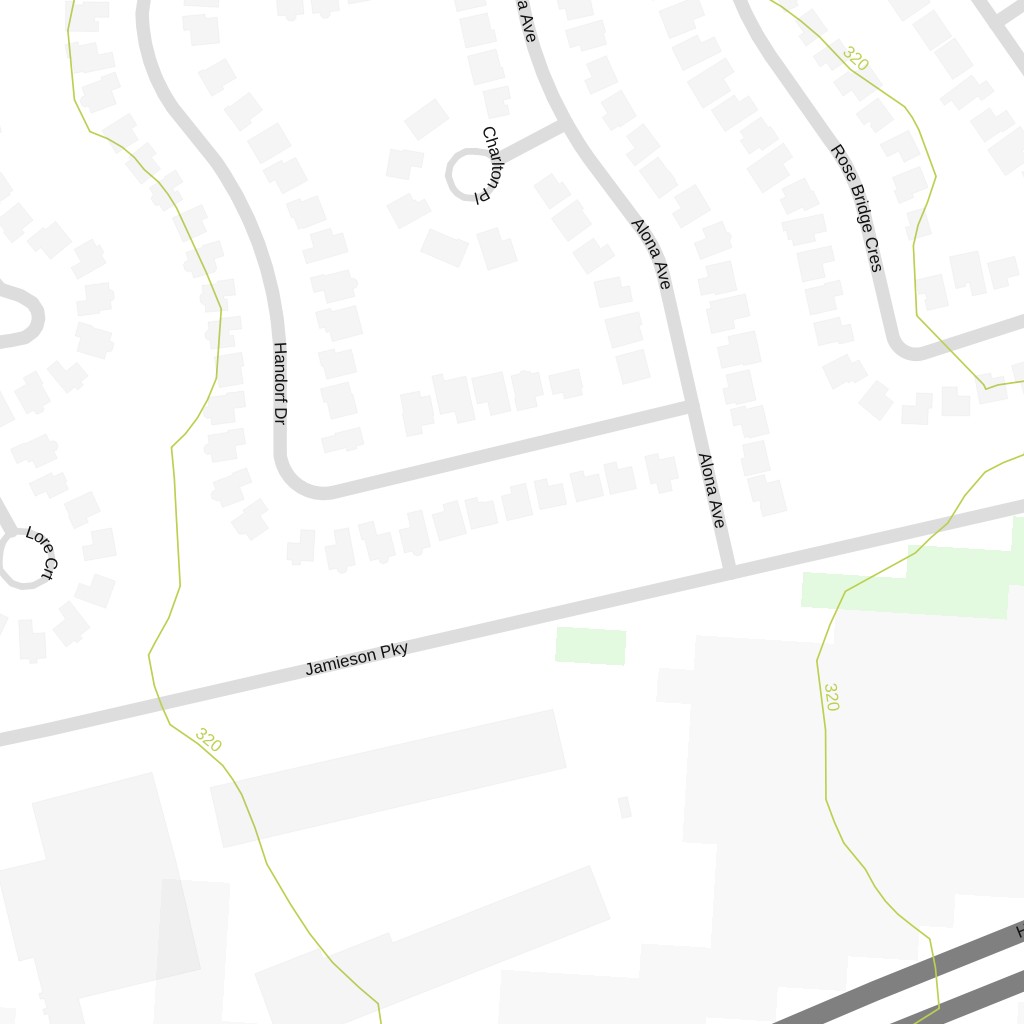 a Ave
320
Charlton Pl
Rose Bridge Cres
Alona Ave
Handorf Dr
Alona Ave
Lore Crt
Jamieson Pky
320
320
H